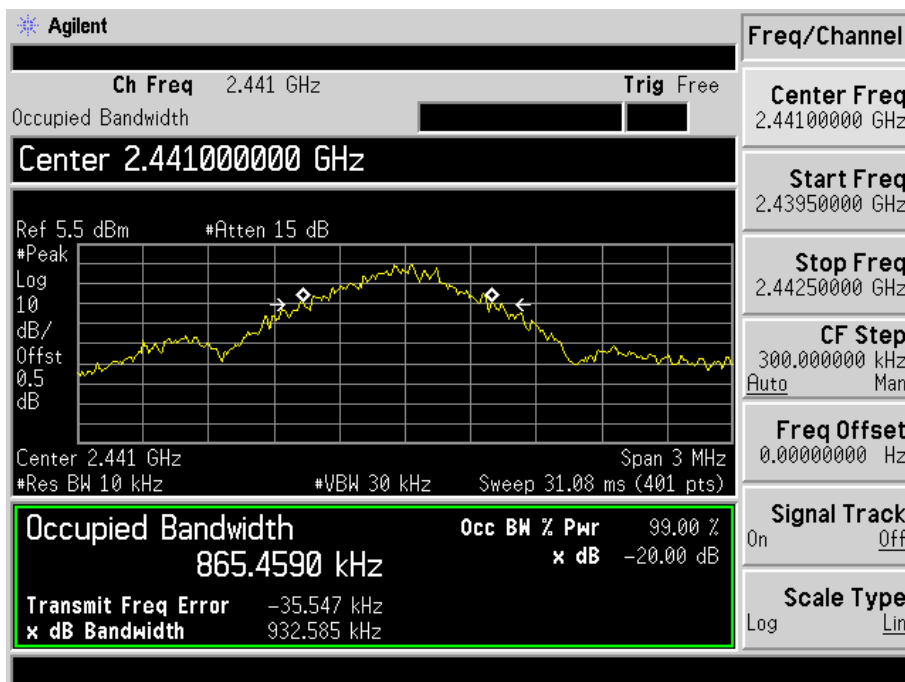 Agilent
Ch Freq 2.441 GHz Trig Free
Occupied Bandwidth
Center 2.441000000 GHz
Ref 5.5 dBm #Atten 15 dB
#Peak
Log
10
dB/
Offst
0.5
dB
Center 2.441 GHz Span 3 MHz
#Res BW 10 kHz #VBW 30 kHz Sweep 31.08 ms (401 pts)
Occupied Bandwidth Occ BW % Pwr 99.00 %
865.4590 kHz x dB -20.00 dB
Transmit Freq Error -35.547 kHz
x dB Bandwidth 932.585 kHz
Freq/Channel
Center Freq
2.44100000 GHz
Start Freq
2.43950000 GHz
Stop Freq
2.44250000 GHz
CF Step
300.000000 kHz
Auto Man
Freq Offset
0.00000000 Hz
Signal Track
On Off
Scale Type
Log Lin